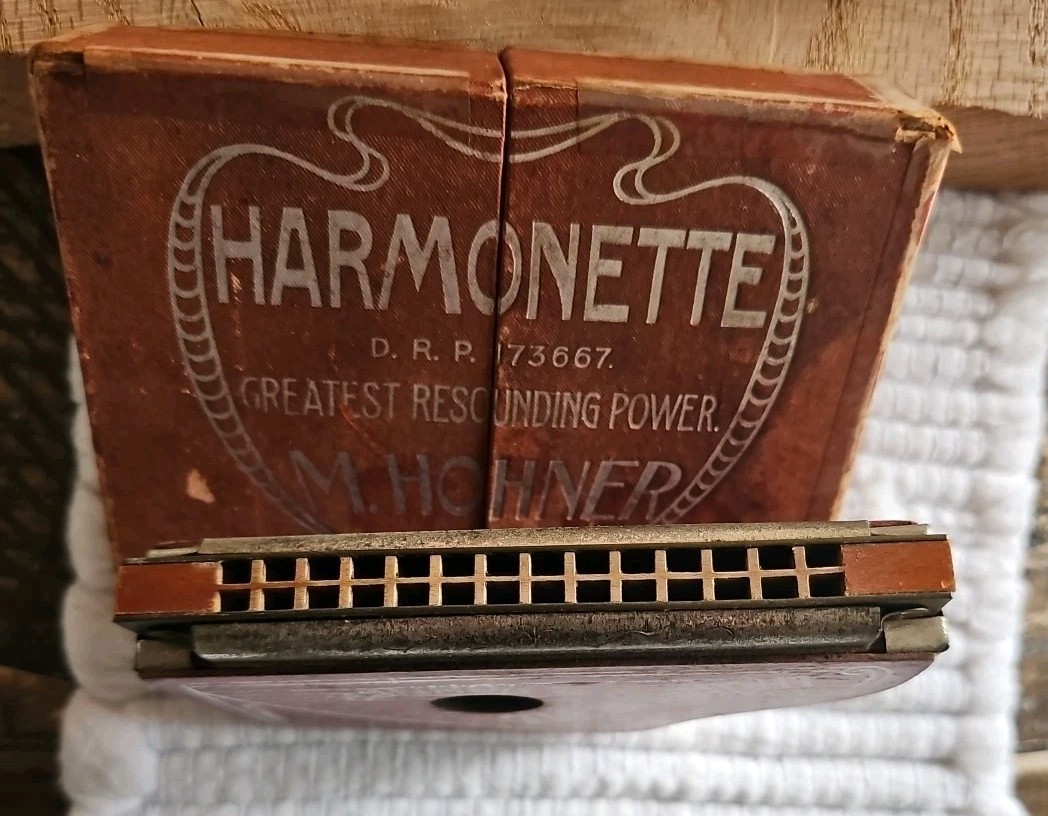 HARMONETTE
D. R. P. 173667.
GREATEST RESOUNDING POWER.
M. HOHNER